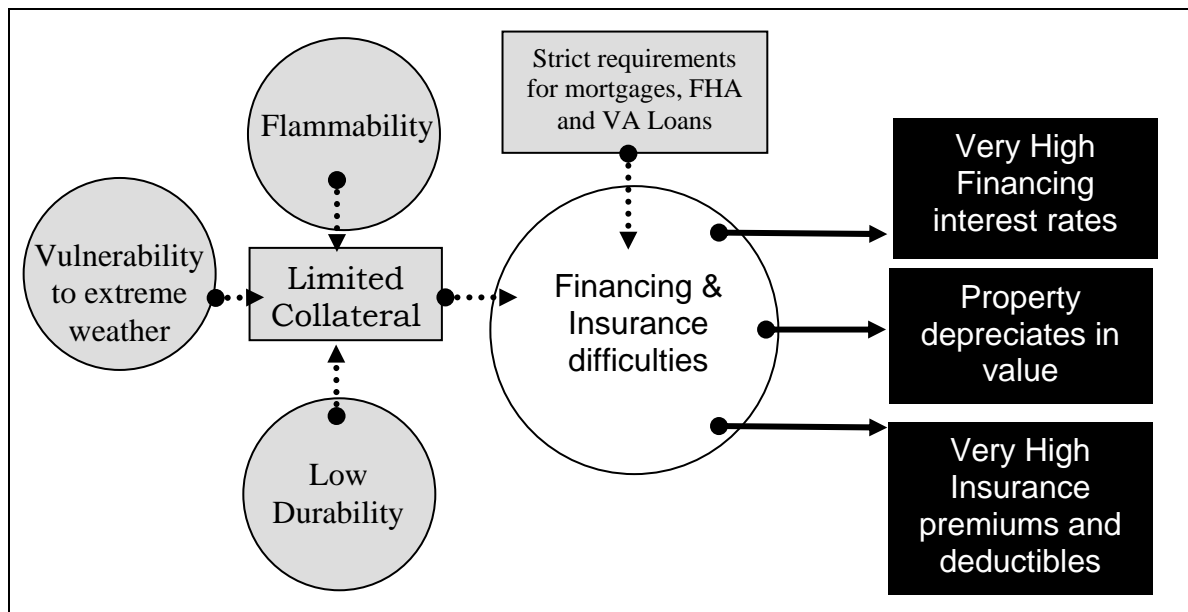 Flammability
Vulnerability
to extreme
weather
Limited
Collateral
Low
Durability
Strict requirements
for mortgages, FHA
and VA Loans
Financing &
Insurance
difficulties
Very High
Financing
interest rates
Property
depreciates in
value
Very High
Insurance
premiums and
deductibles